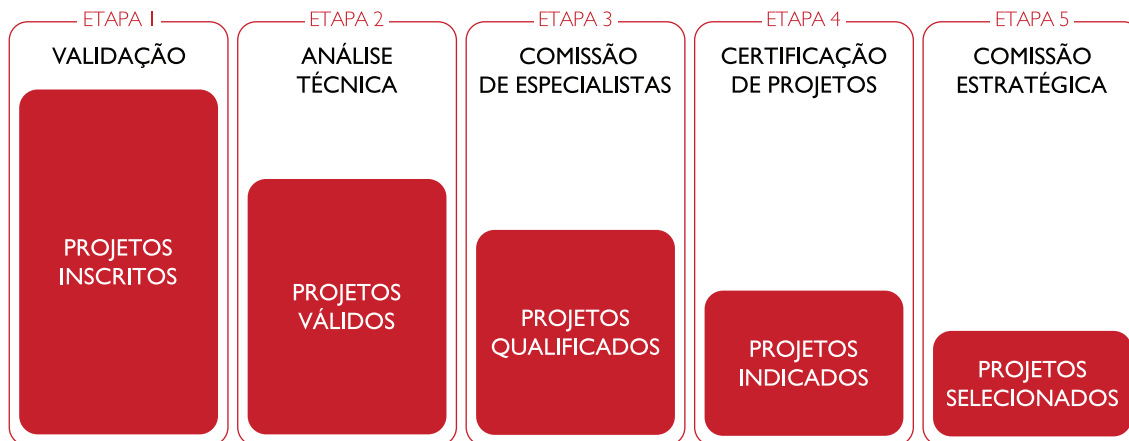 ETAPA 1
VALIDAÇÃO
PROJETOS
INSCRITOS
ETAPA 2
ANÁLISE
TÉCNICA
PROJETOS
VÁLIDOS
ETAPA 3
COMISSÃO
DE ESPECIALISTAS
PROJETOS
QUALIFICADOS
ETAPA 4
CERTIFICAÇÃO
DE PROJETOS
PROJETOS
INDICADOS
ETAPA 5
COMISSÃO
ESTRATÉGICA
PROJETOS
SELECIONADOS